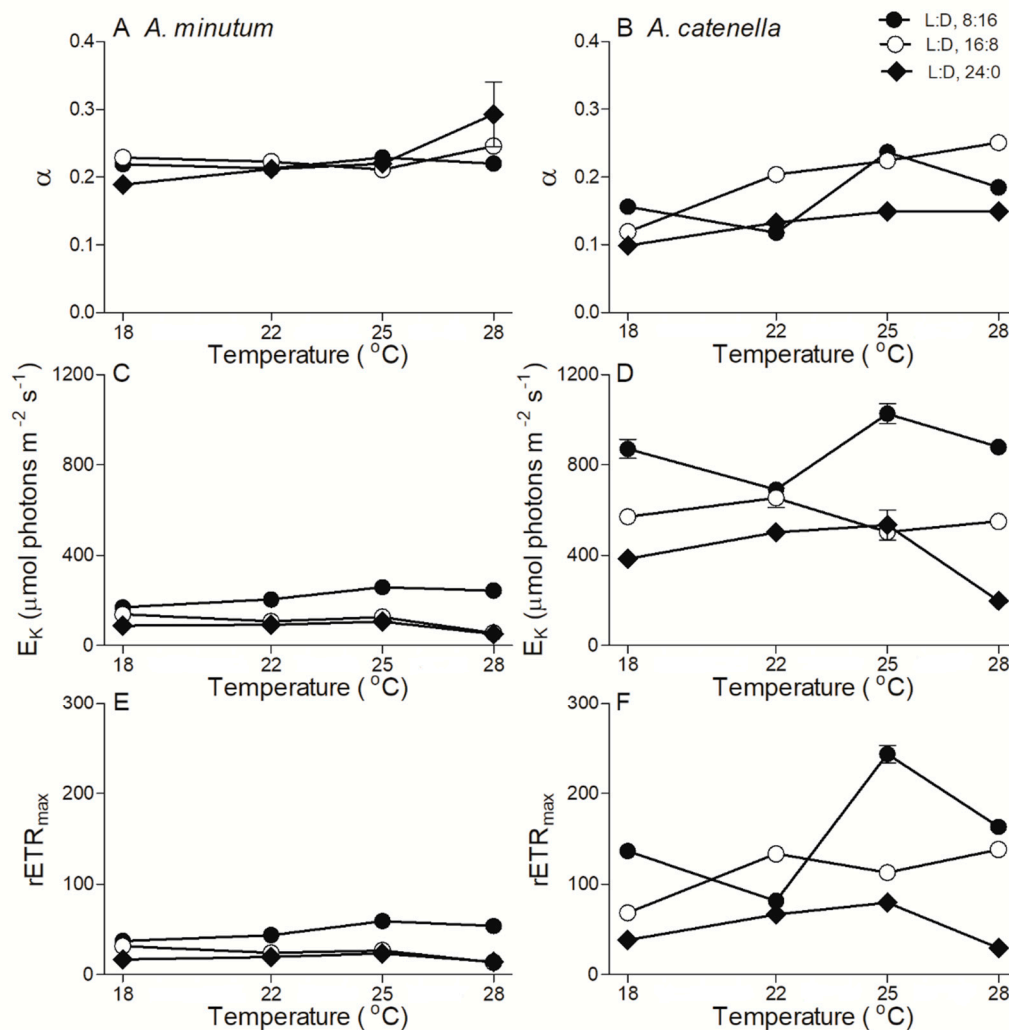 A A. minutum
B A. catenella
L:D, 8:16
L:D, 16:8
L:D, 24:0
0.4
0.3
0.2
0.1
0.0
α
18
22
25
28
Temperature ( °C)
0.4
0.3
0.2
0.1
0.0
α
18
22
25
28
Temperature ( °C)
C
1200
800
400
0
E_K (μmol photons m⁻² s⁻¹)
18
22
25
28
Temperature ( °C)
D
1200
800
400
0
E_K (μmol photons m⁻² s⁻¹)
18
22
25
28
Temperature ( °C)
E
300
200
100
0
rETR_max
18
22
25
28
Temperature ( °C)
F
300
200
100
0
rETR_max
18
22
25
28
Temperature ( °C)